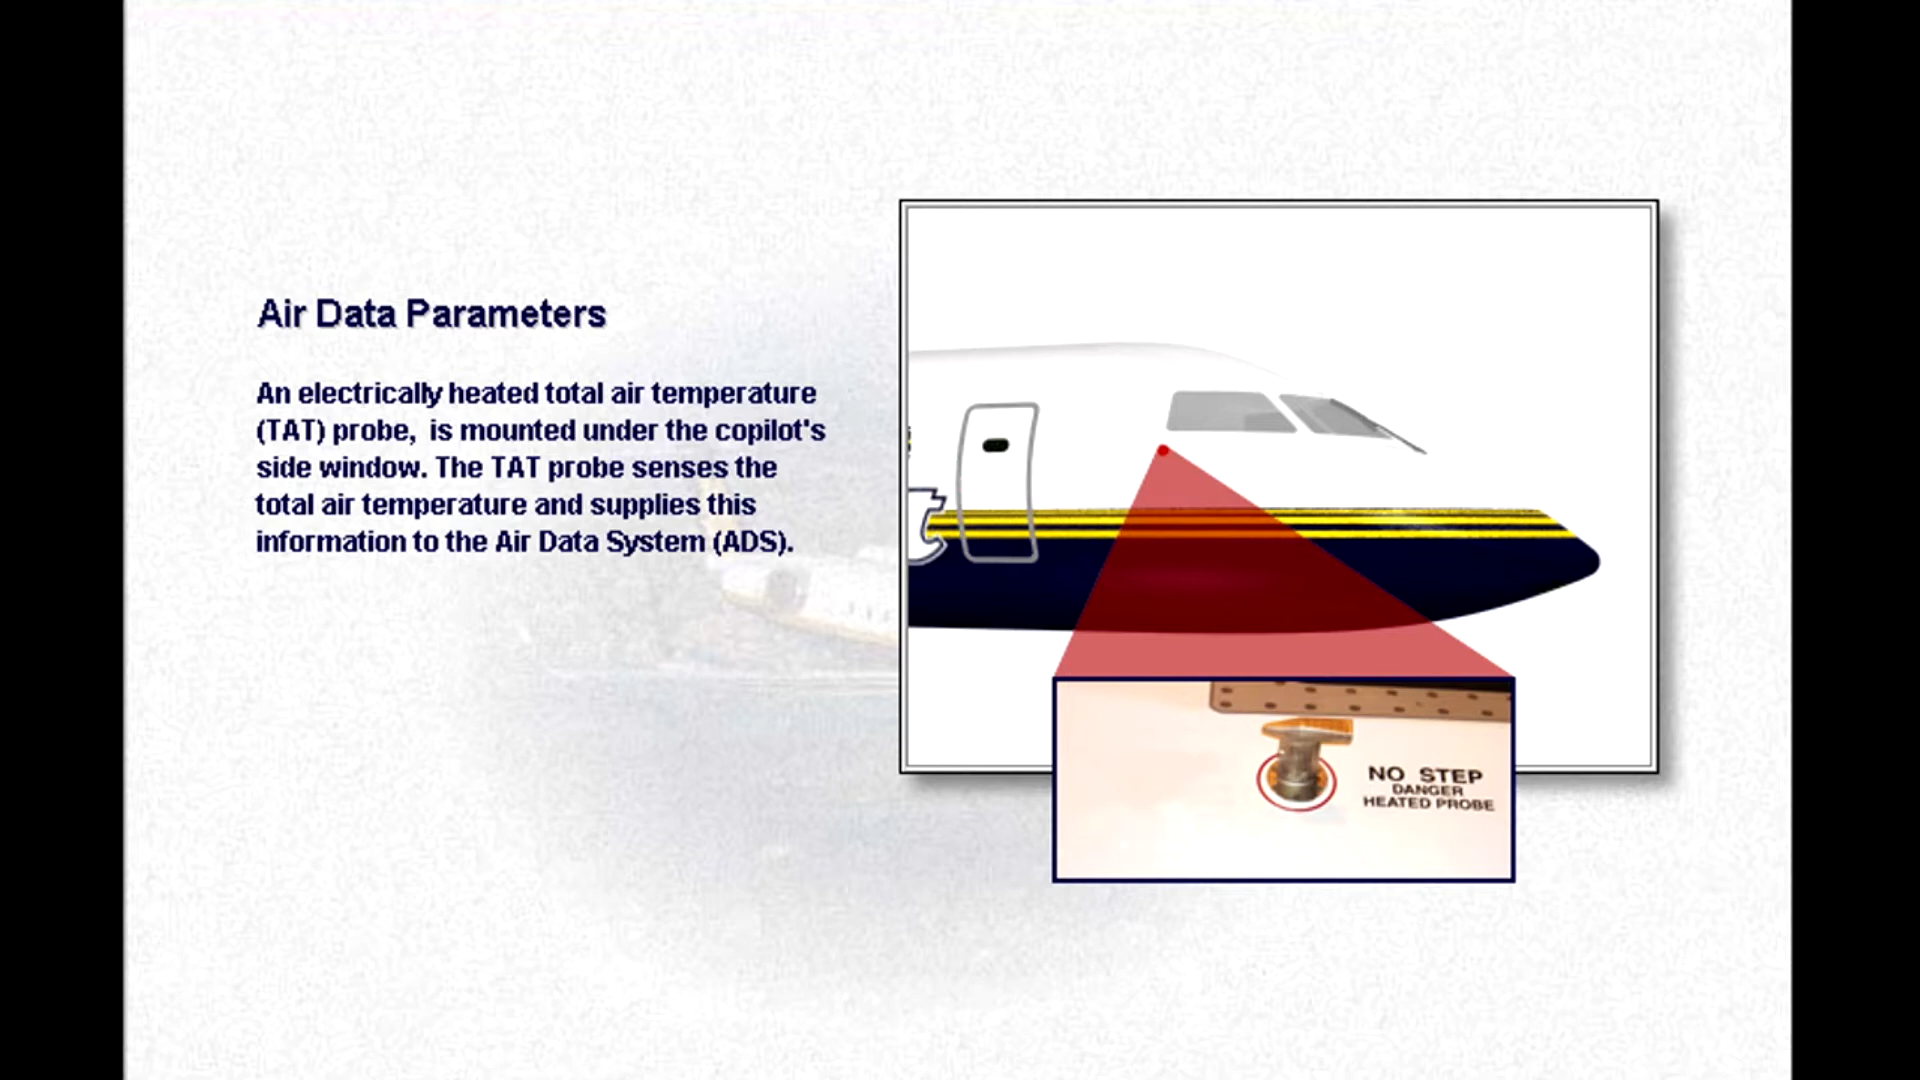 Air Data Parameters
An electrically heated total air temperature
(TAT) probe,  is mounted under the copilot's
side window. The TAT probe senses the
total air temperature and supplies this
information to the Air Data System (ADS).
NO STEP
DANGER
HEATED PROBE